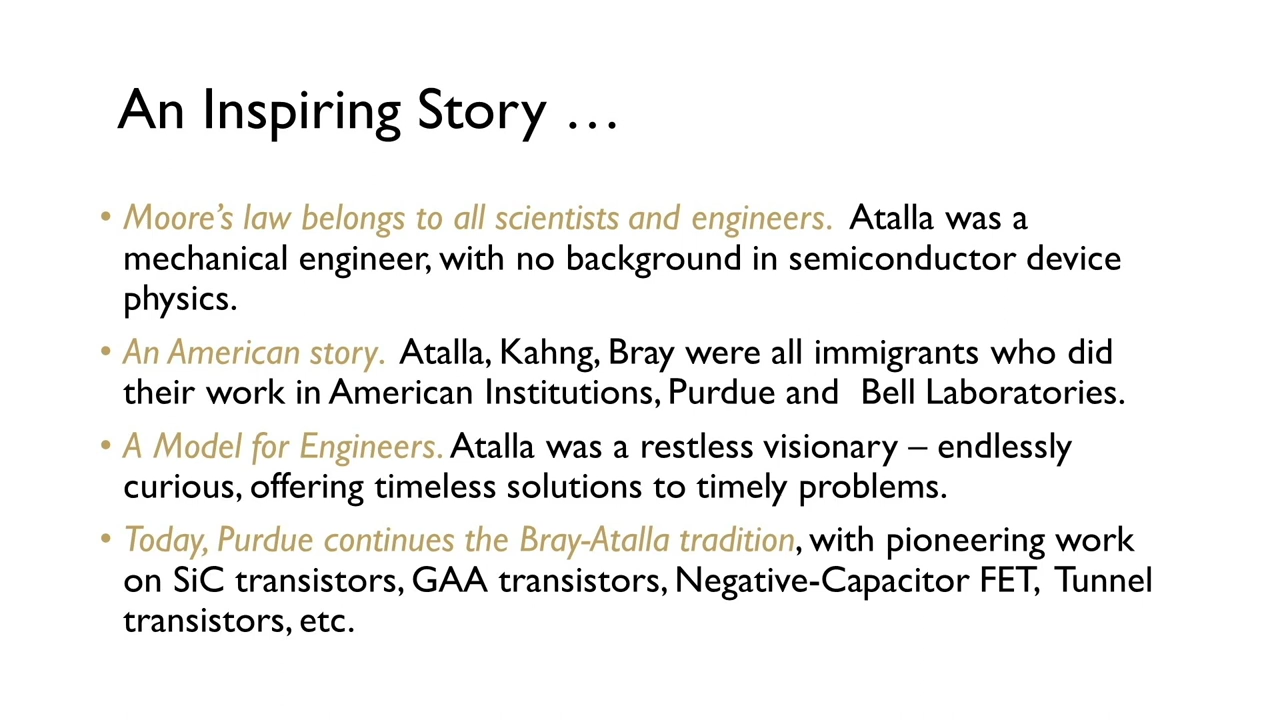 An Inspiring Story …
• Moore’s law belongs to all scientists and engineers.  Atalla was a
mechanical engineer, with no background in semiconductor device
physics.
• An American story.  Atalla, Kahng, Bray were all immigrants who did
their work in American Institutions, Purdue and  Bell Laboratories.
• A Model for Engineers. Atalla was a restless visionary – endlessly
curious, offering timeless solutions to timely problems.
• Today, Purdue continues the Bray-Atalla tradition, with pioneering work
on SiC transistors, GAA transistors, Negative-Capacitor FET,  Tunnel
transistors, etc.